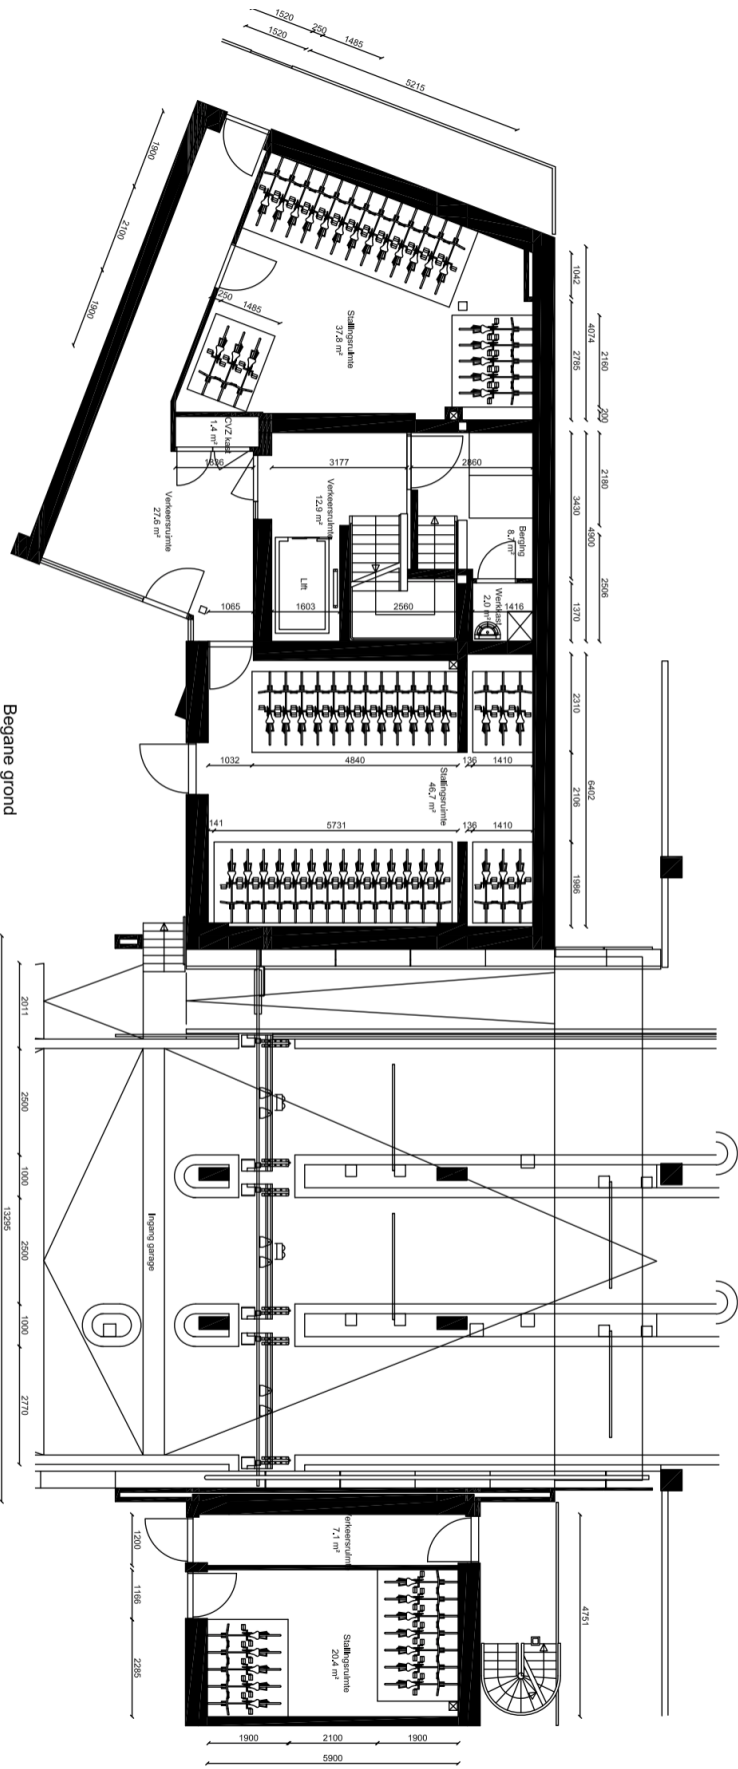 1520
250
1485
1520
5215
1900
2100
1900
1042
4074
2785
2160
200
Stallingsruimte
37,8 m²
250
1485
CVZ kast
1,4 m²
1836
3177
2860
Verkeersruimte
12,9 m²
Verkeersruimte
27,6 m²
Berging
8,7 m²
2180
3430
4900
2506
1370
Werkkast
2,0 m²
Lift
1065
1603
2560
1416
2310
6402
2106
1986
1032
4840
136
1410
Stallingsruimte
46,7 m²
141
5731
136
1410
Begane grond
2011
2500
1000
2500
1000
2770
13295
Ingang garage
Verkeersruimte
7,1 m²
1200
1166
2285
4751
Stallingsruimte
20,4 m²
1900
2100
1900
5900